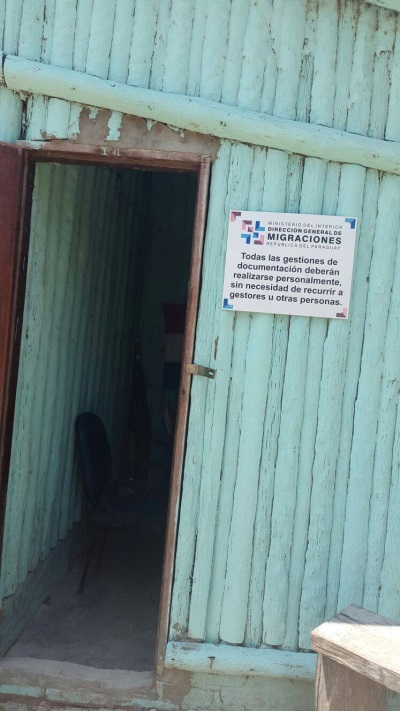 MINISTERIO DEL INTERIOR
DIRECCION GENERAL DE
MIGRACIONES
REPUBLICA DEL PARAGUAY
Todas las gestiones de
documentación deberán
realizarse personalmente,
sin necesidad de recurrir a
gestores u otras personas.